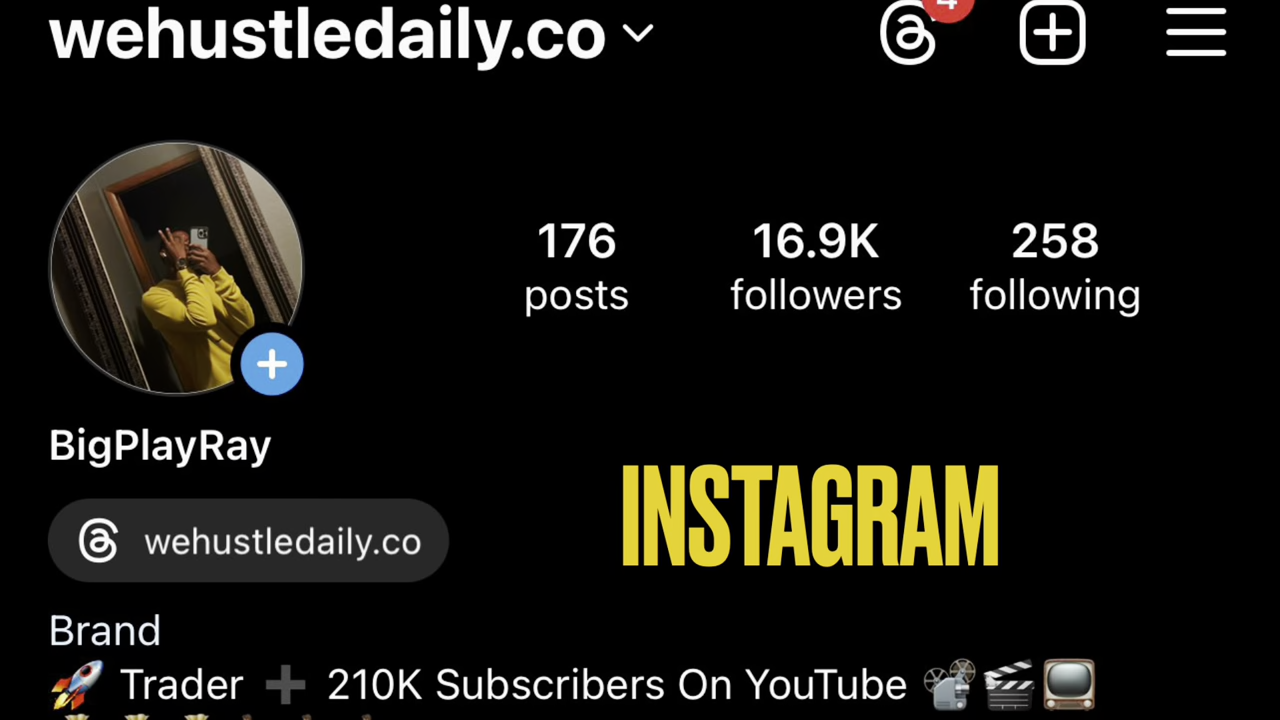 wehustledaily.co
4
176 16.9K 258
posts followers following
BigPlayRay
INSTAGRAM
wehustledaily.co
Brand
🚀 Trader ➕ 210K Subscribers On YouTube 📽️🎬📺